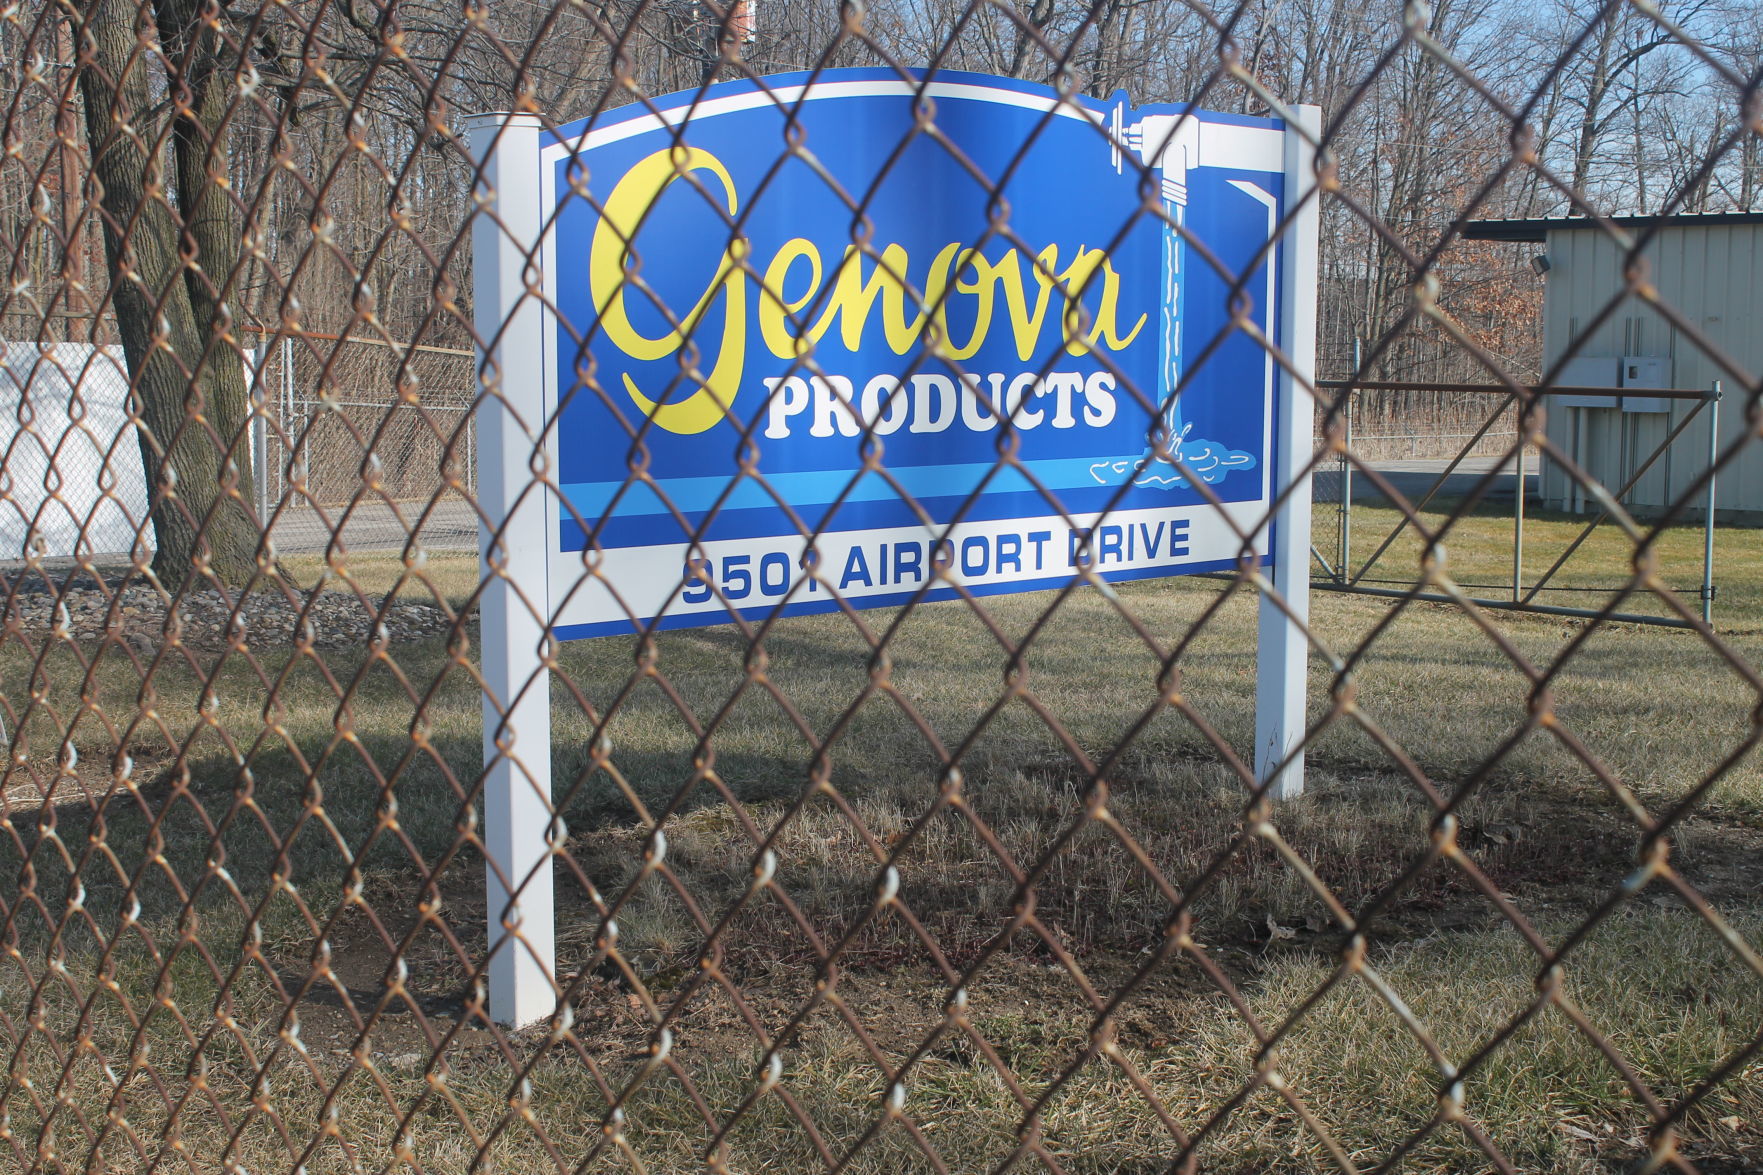 Genova
PRODUCTS
9501 AIRPORT DRIVE